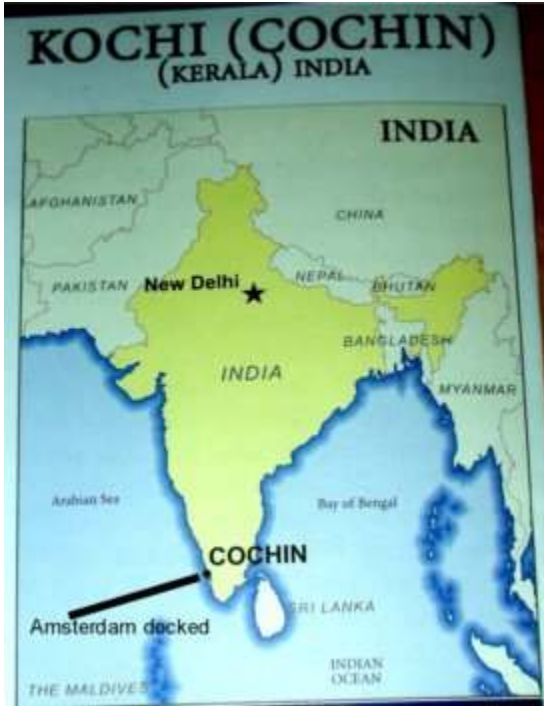 KOCHI (COCHIN)
(KERALA) INDIA
INDIA
AFGHANISTAN
CHINA
PAKISTAN
New Delhi
NEPAL
BHUTAN
BANGLADESH
INDIA
MYANMAR
Arabian Sea
Bay of Bengal
COCHIN
SRI LANKA
Amsterdam docked
INDIAN
OCEAN
THE MALDIVES